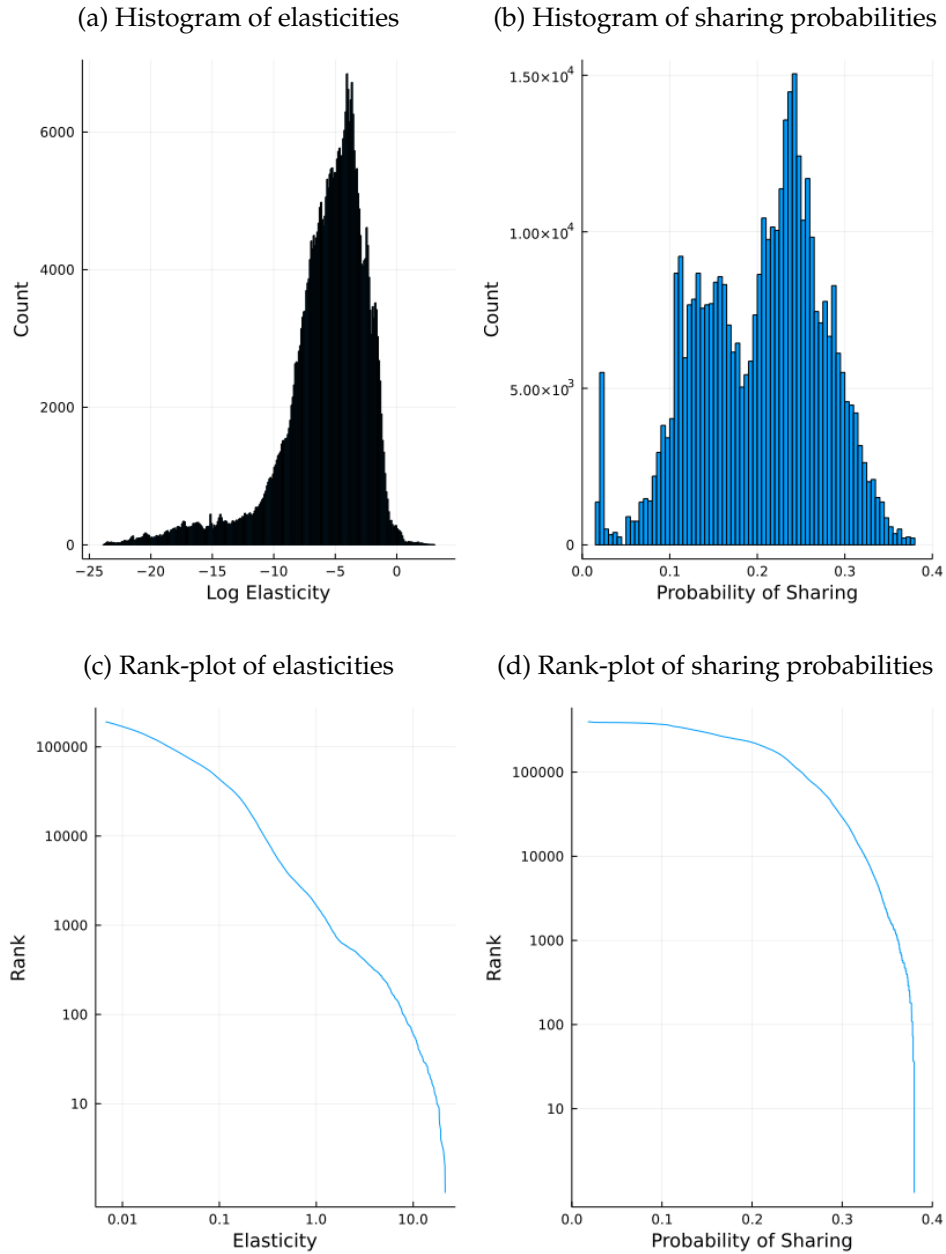 (a) Histogram of elasticities
(b) Histogram of sharing probabilities
6000
4000
2000
0
Count
−25 −20 −15 −10 −5 0
Log Elasticity
1.50×10⁴
1.00×10⁴
5.00×10³
0
Count
0.0 0.1 0.2 0.3 0.4
Probability of Sharing
(c) Rank-plot of elasticities
(d) Rank-plot of sharing probabilities
100000
10000
1000
100
10
Rank
0.01 0.1 1.0 10.0
Elasticity
100000
10000
1000
100
10
Rank
0.0 0.1 0.2 0.3 0.4
Probability of Sharing